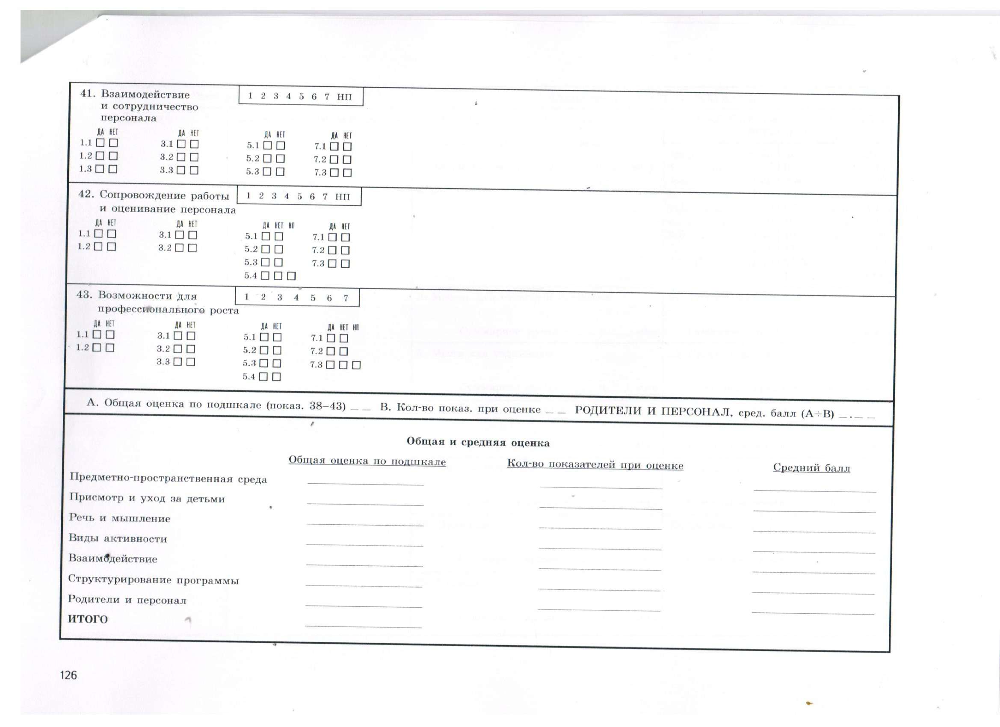 41. Взаимодействие
и сотрудничество
персонала
1 2 3 4 5 6 7 НП
ДА НЕТ ДА НЕТ ДА НЕТ ДА НЕТ
1.1 3.1 5.1 7.1
1.2 3.2 5.2 7.2
1.3 3.3 5.3 7.3
42. Сопровождение работы
и оценивание персонала
1 2 3 4 5 6 7 НП
ДА НЕТ ДА НЕТ ДА НЕТ НП ДА НЕТ
1.1 3.1 5.1 7.1
1.2 3.2 5.2 7.2
5.3 7.3
5.4
43. Возможности для
профессионального роста
1 2 3 4 5 6 7
ДА НЕТ ДА НЕТ ДА НЕТ ДА НЕТ НП
1.1 3.1 5.1 7.1
1.2 3.2 5.2 7.2
3.3 5.3 7.3
5.4
А. Общая оценка по подшкале (показ. 38–43) _ _ В. Кол-во показ. при оценке _ _ РОДИТЕЛИ И ПЕРСОНАЛ, сред. балл (А÷В) _._ _
Общая и средняя оценка
Общая оценка по подшкале Кол-во показателей при оценке Средний балл
Предметно-пространственная среда
Присмотр и уход за детьми
Речь и мышление
Виды активности
Взаимодействие
Структурирование программы
Родители и персонал
ИТОГО
126